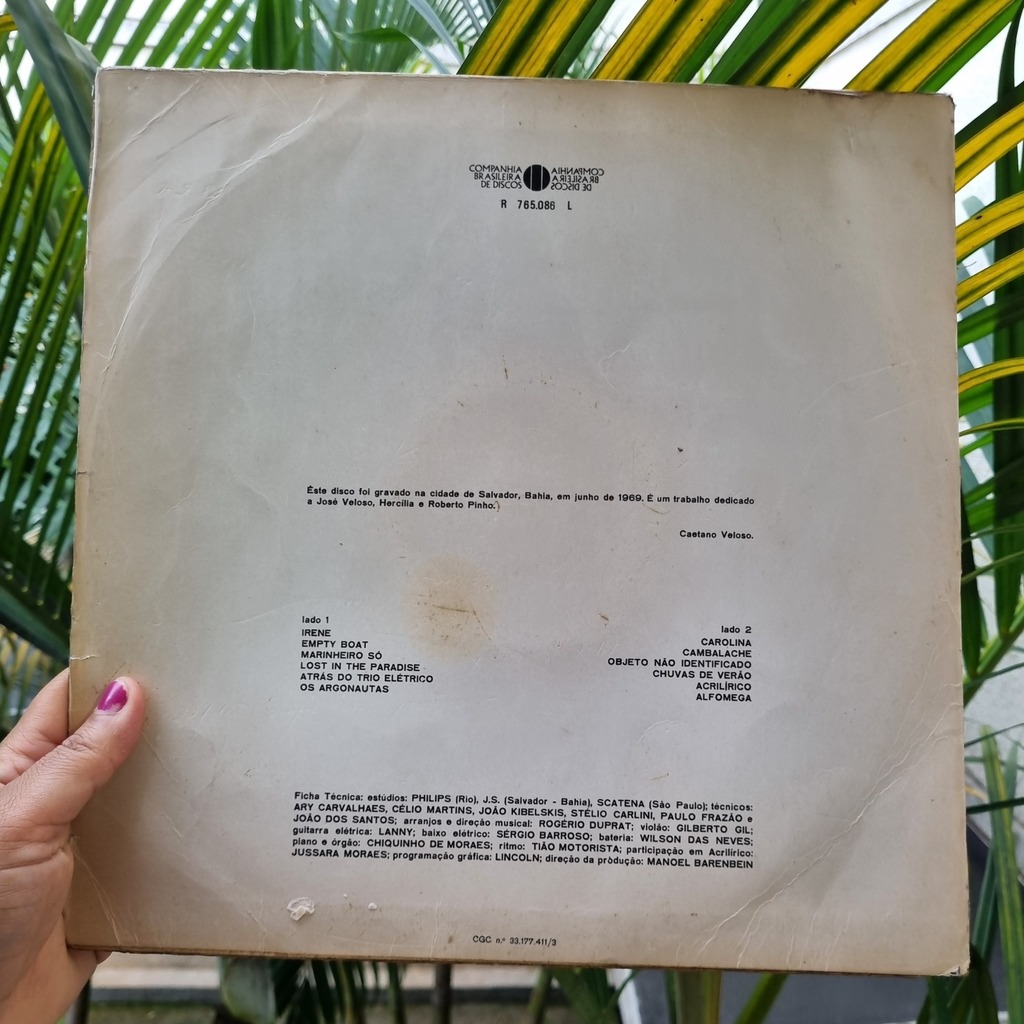 COMPANHIA
BRASILEIRA
DE DISCOS
COMPANHIA
BRASILEIRA
DE DISCOS
R 765.086 L
Êste disco foi gravado na cidade de Salvador, Bahia, em junho de 1969. É um trabalho dedicado
a José Veloso, Hercília e Roberto Pinho.
Caetano Veloso.
lado 1
IRENE
EMPTY BOAT
MARINHEIRO SÓ
LOST IN THE PARADISE
ATRÁS DO TRIO ELÉTRICO
OS ARGONAUTAS
lado 2
CAROLINA
CAMBALACHE
OBJETO NÃO IDENTIFICADO
CHUVAS DE VERÃO
ACRILÍRICO
ALFOMEGA
Ficha Técnica: estúdios: PHILIPS (Rio), J.S. (Salvador - Bahia), SCATENA (São Paulo); técnicos:
ARY CARVALHAES, CÉLIO MARTINS, JOÃO KIBELSKIS, STÉLIO CARLINI, PAULO FRAZÃO e
JOÃO DOS SANTOS; arranjos e direção musical: ROGÉRIO DUPRAT; violão: GILBERTO GIL;
guitarra elétrica: LANNY; baixo elétrico: SÉRGIO BARROSO; bateria: WILSON DAS NEVES;
piano e órgão: CHIQUINHO DE MORAES; ritmo: TIÃO MOTORISTA; participação em Acrilírico:
JUSSARA MORAES; programação gráfica: LINCOLN; direção da produção: MANOEL BARENBEIN
CGC n.º 33.177.411/3